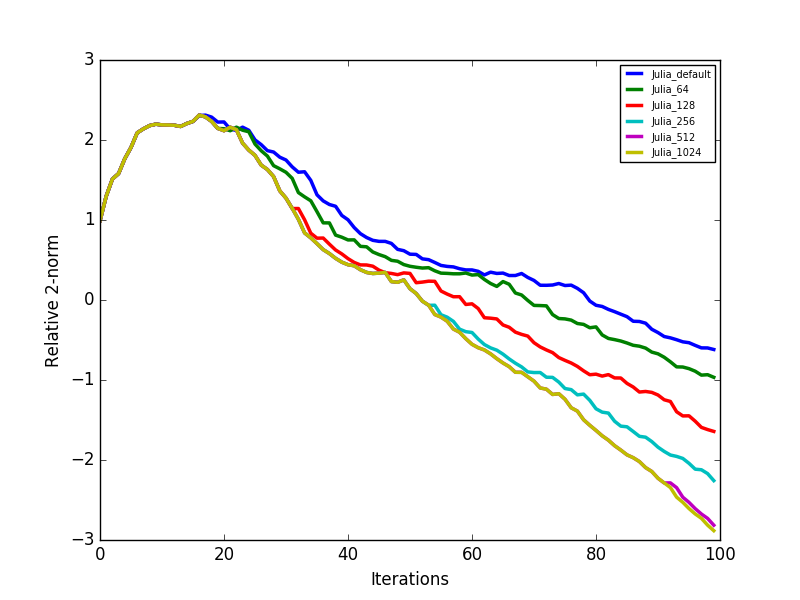 3
2
1
0
−1
−2
−3
Relative 2-norm
0 20 40 60 80 100
Iterations
Julia_default
Julia_64
Julia_128
Julia_256
Julia_512
Julia_1024